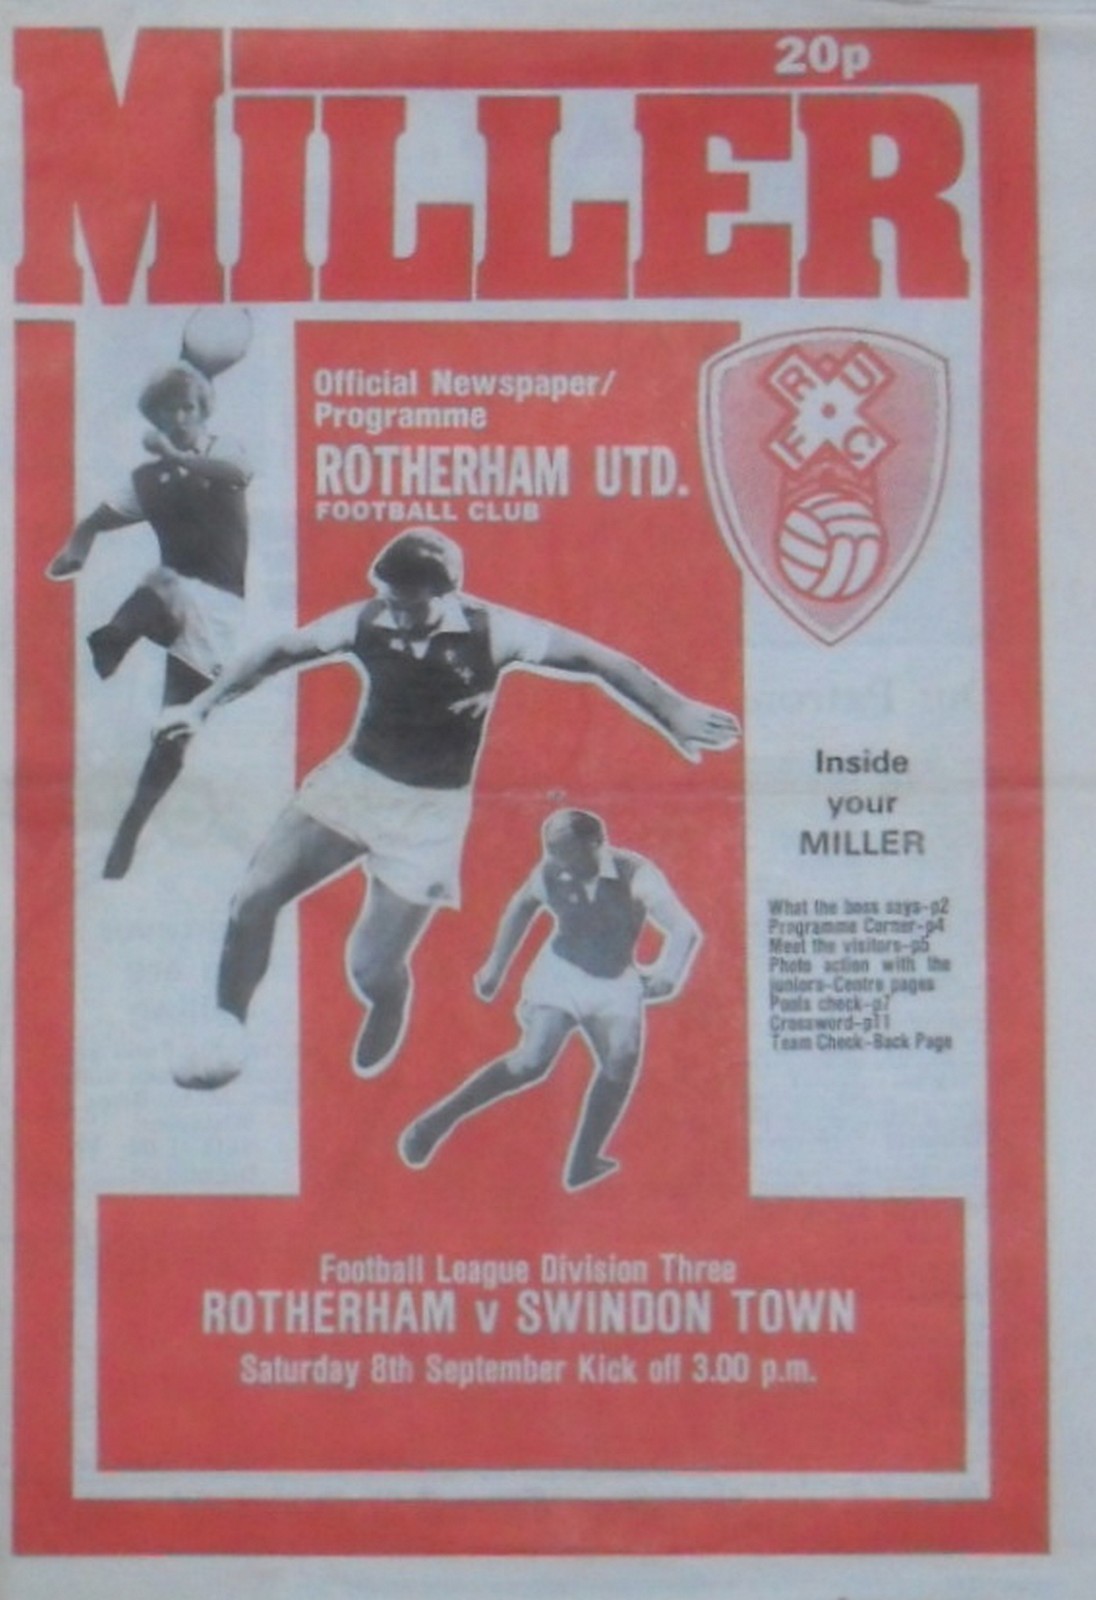 20p
MILLER
Official Newspaper/
Programme
ROTHERHAM UTD.
FOOTBALL CLUB
R U
F C
Inside
your
MILLER
What the boss says-p2
Programme Corner-p4
Meet the visitors-p5
Photo action with the
juniors-Centre pages
Pools check-p7
Crossword-p11
Team Check-Back Page
Football League Division Three
ROTHERHAM v SWINDON TOWN
Saturday 8th September Kick off 3.00 p.m.